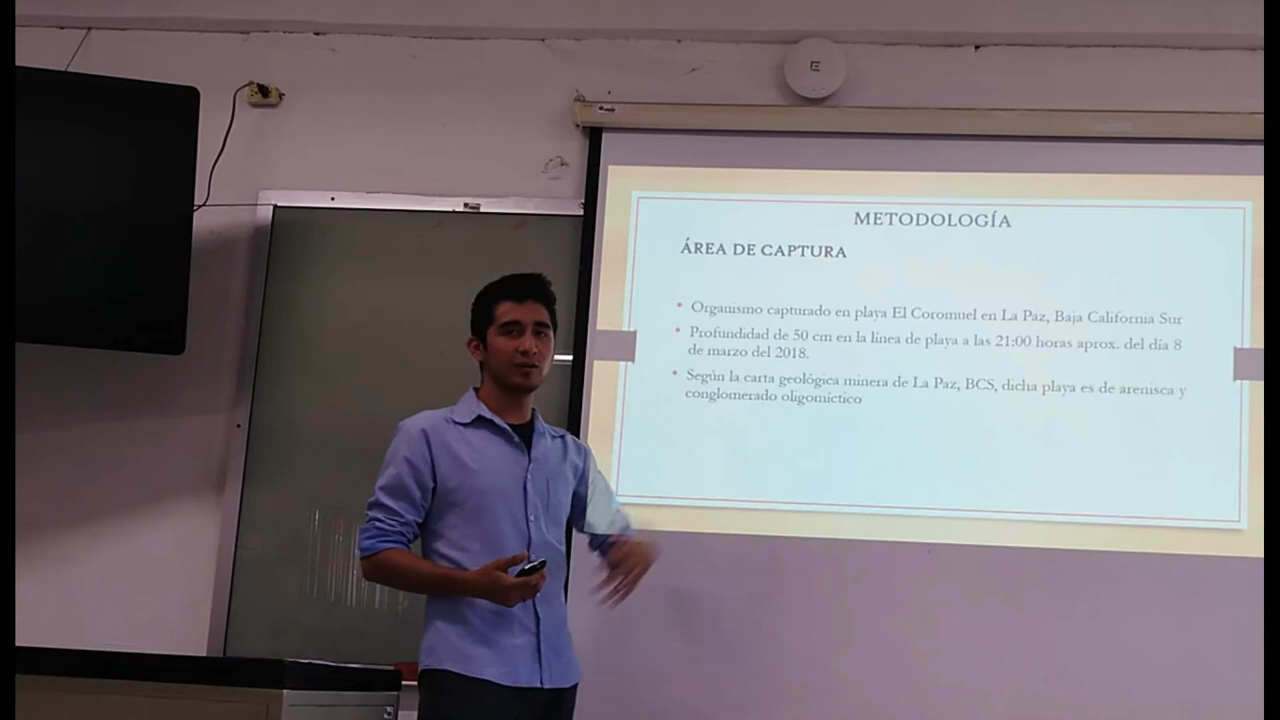 METODOLOGÍA
ÁREA DE CAPTURA
• Organismo capturado en playa El Coromuel en La Paz, Baja California Sur
• Profundidad de 50 cm en la línea de playa a las 21:00 horas aprox. del día 8
de marzo del 2018.
• Según la carta geológica minera de La Paz, BCS, dicha playa es de arenisca y
conglomerado oligomíctico